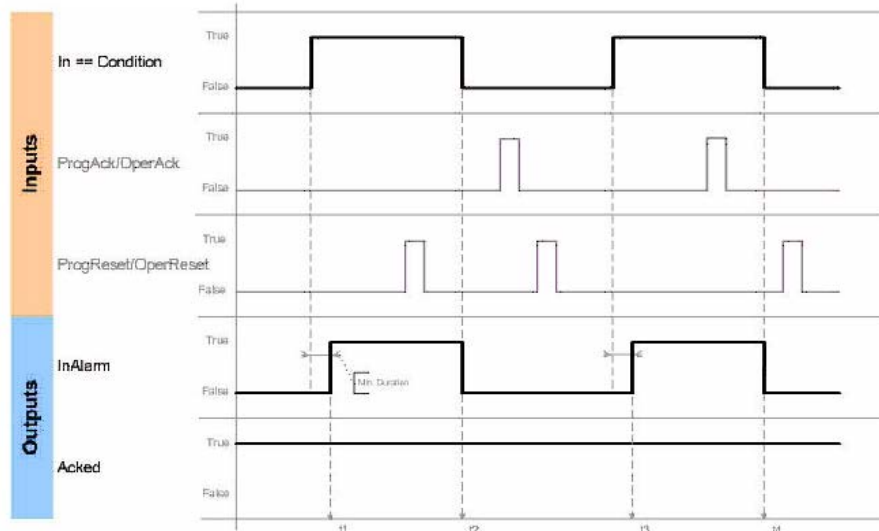 Inputs
In == Condition
True
False
ProgAck/OperAck
True
False
ProgReset/OperReset
True
False
Outputs
InAlarm
True
False
Min. Duration
Acked
True
False
t1
t2
t3
t4